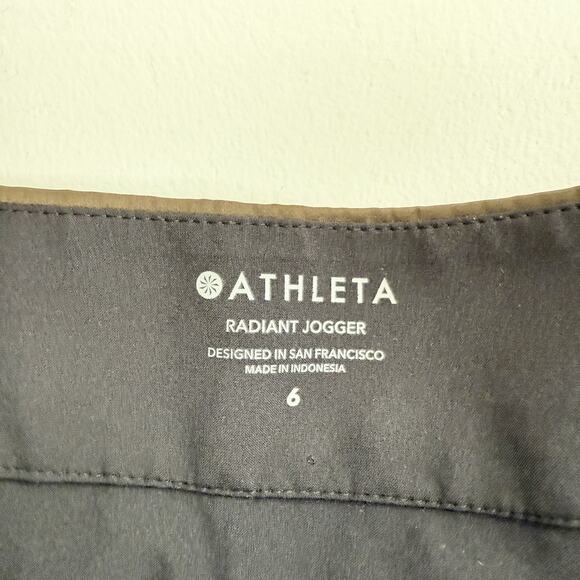 ATHLETA
RADIANT JOGGER
DESIGNED IN SAN FRANCISCO
MADE IN INDONESIA
6